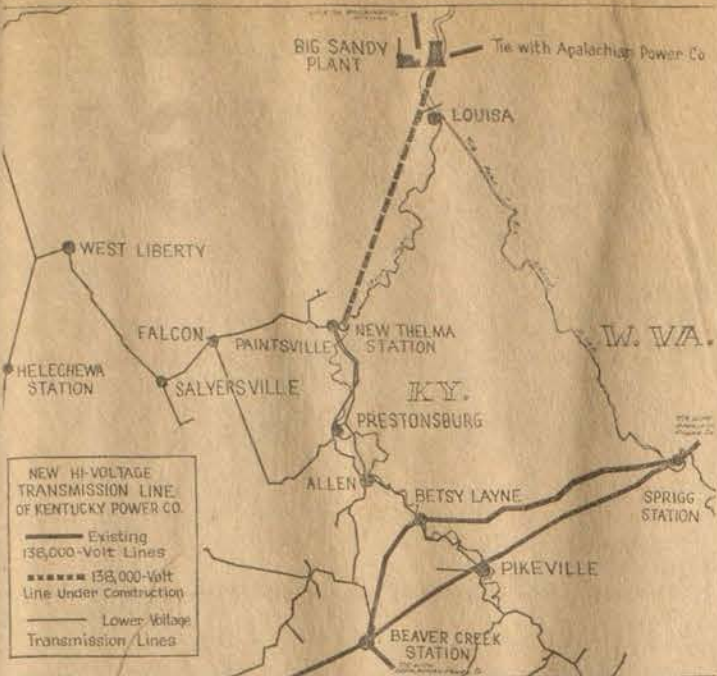 BIG SANDY
PLANT
Tie with Apalachian Power Co
LOUISA
WEST LIBERTY
FALCON
PAINTSVILLE
NEW THELMA
STATION
W. VA.
HELECHEWA
STATION
SALYERSVILLE
KY.
PRESTONSBURG
ALLEN
BETSY LAYNE
SPRIGG
STATION
PIKEVILLE
BEAVER CREEK
STATION
NEW HI-VOLTAGE
TRANSMISSION LINE
OF KENTUCKY POWER CO.
Existing
138,000-Volt Lines
138,000-Volt
Line Under Construction
Lower Voltage
Transmission Lines